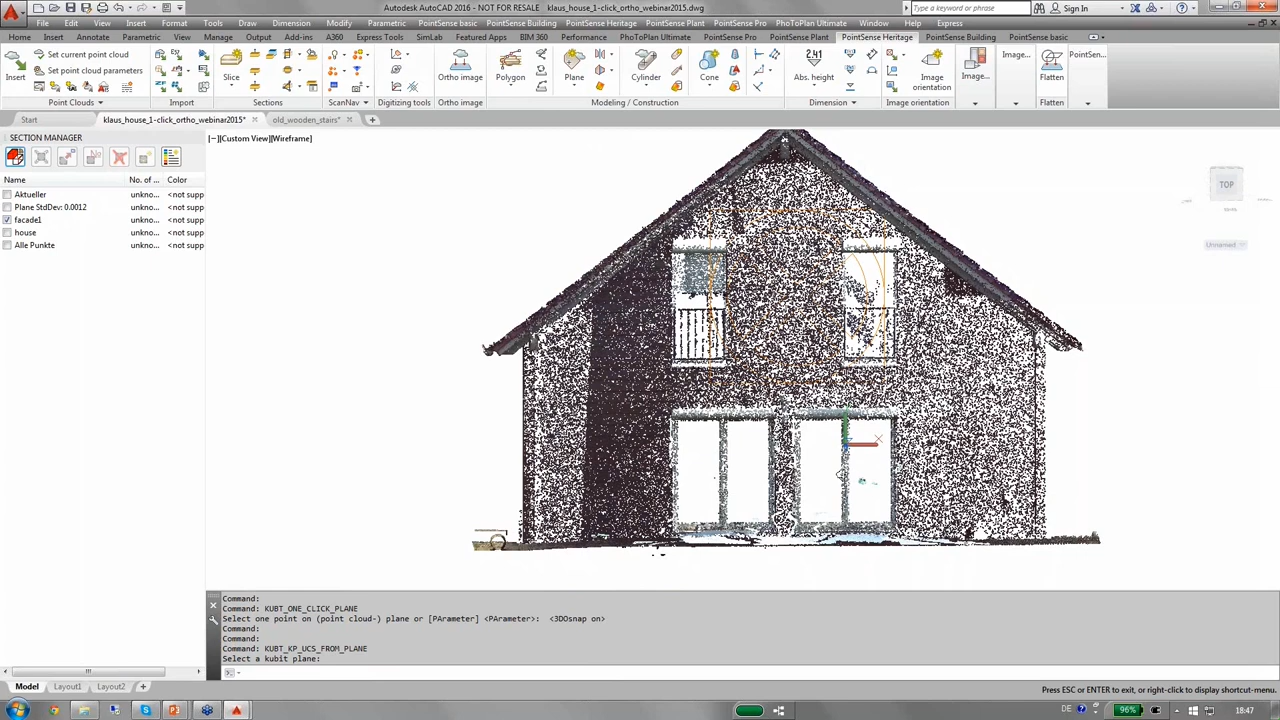 Autodesk AutoCAD 2016 - NOT FOR RESALE klaus_house_1-click_ortho_webinar2015.dwg
Type a keyword or phrase
Sign In
Home Edit View Insert Format Tools Draw Dimension Modify Parametric PointSense basic PointSense Building PointSense Heritage PointSense Plant PointSense Pro PhoToPlan Ultimate Window Help Express
Home Insert Annotate Parametric View Manage Output Add-ins A360 Express Tools SimLab Featured Apps BIM 360 Performance PhoToPlan Ultimate PointSense Pro PointSense Plant PointSense Heritage PointSense Building PointSense basic
Set current point cloud
Set point cloud parameters
Insert
Slice
Ortho image
Polygon
Plane
Cylinder
Cone
2.41
Abs. height
Image orientation
Image...
Image...
Flatten
PointSen...
Point Clouds Import Sections ScanNav Digitizing tools Ortho image Modeling / Construction Dimension Image orientation Flatten
Start klaus_house_1-click_ortho_webinar2015* old_wooden_stairs*
SECTION MANAGER
[−][Custom View][Wireframe]
Name No. of ... Color
Aktueller unkno... <not supp
Plane StdDev: 0.0012 unkno... <not supp
facade1 unkno... <not supp
house unkno... <not supp
Alle Punkte unkno... <not supp
TOP
Unnamed
Command:
Command: KUBT_ONE_CLICK_PLANE
Select one point on (point cloud-) plane or [PArameter] <PArameter>: <3DOsnap on>
Command:
Command:
Command: KUBT_KP_UCS_FROM_PLANE
Select a kubit plane:
Model Layout1 Layout2
Press ESC or ENTER to exit, or right-click to display shortcut-menu.
DE 96% 18:47